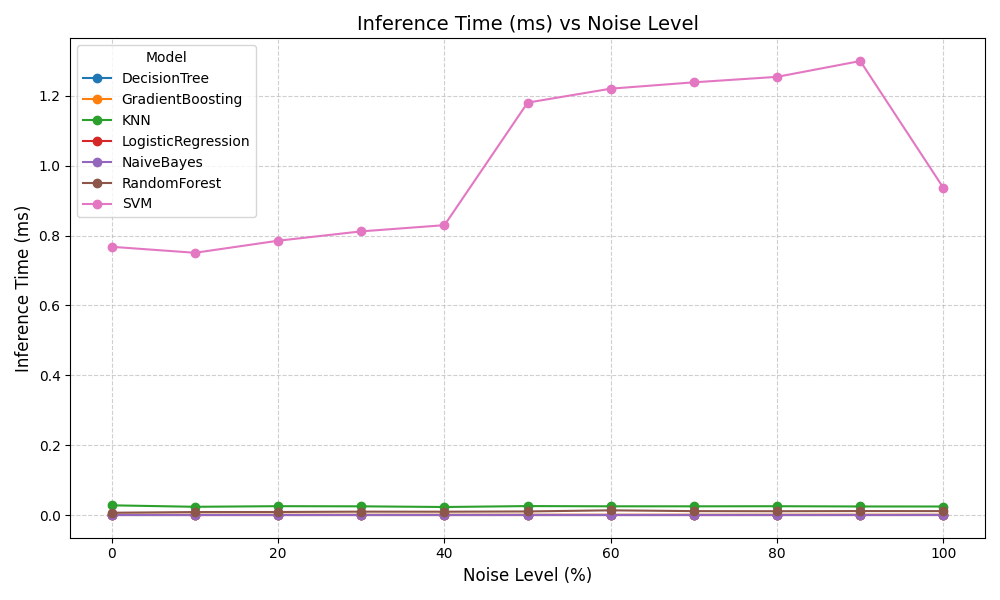 Inference Time (ms) vs Noise Level
Model
DecisionTree
GradientBoosting
KNN
LogisticRegression
NaiveBayes
RandomForest
SVM
Inference Time (ms)
1.2
1.0
0.8
0.6
0.4
0.2
0.0
0 20 40 60 80 100
Noise Level (%)